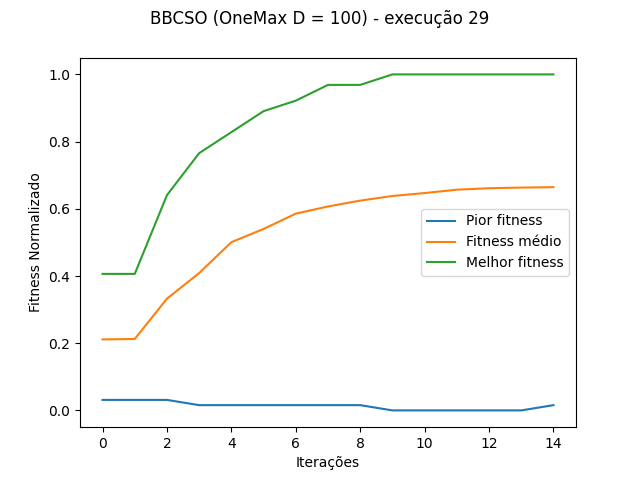 BBCSO (OneMax D = 100) - execução 29
1.0
0.8
0.6
0.4
0.2
0.0
Fitness Normalizado
Pior fitness
Fitness médio
Melhor fitness
0 2 4 6 8 10 12 14
Iterações